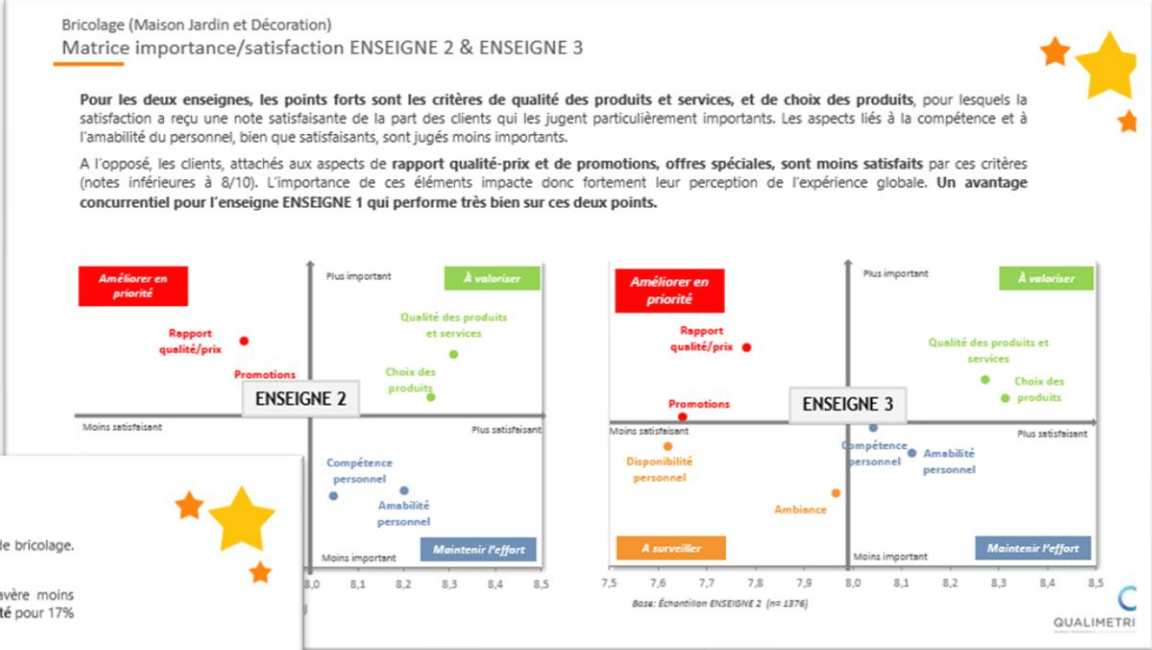 Bricolage (Maison Jardin et Décoration)
Matrice importance/satisfaction ENSEIGNE 2 & ENSEIGNE 3
Pour les deux enseignes, les points forts sont les critères de qualité des produits et services, et de choix des produits, pour lesquels la
satisfaction a reçu une note satisfaisante de la part des clients qui les jugent particulièrement importants. Les aspects liés à la compétence et à
l'amabilité du personnel, bien que satisfaisants, sont jugés moins importants.
A l'opposé, les clients, attachés aux aspects de rapport qualité-prix et de promotions, offres spéciales, sont moins satisfaits par ces critères
(notes inférieures à 8/10). L'importance de ces éléments impacte donc fortement leur perception de l'expérience globale. Un avantage
concurrentiel pour l'enseigne ENSEIGNE 1 qui performe très bien sur ces deux points.
Améliorer en
priorité
Plus important
À valoriser
Qualité des produits
et services
Rapport
qualité/prix
Promotions
Choix des
produits
ENSEIGNE 2
Moins satisfaisant
Plus satisfaisant
Compétence
personnel
Amabilité
personnel
Maintenir l'effort
Moins important
8,0 8,1 8,2 8,3 8,4 8,5
Améliorer en
priorité
Plus important
À valoriser
Rapport
qualité/prix
Qualité des produits et
services
Choix des
produits
Promotions
ENSEIGNE 3
Moins satisfaisant
Plus satisfaisant
Compétence
personnel
Amabilité
personnel
Disponibilité
personnel
Ambiance
A surveiller
Maintenir l'effort
Moins important
7,5 7,6 7,7 7,8 7,9 8,0 8,1 8,2 8,3 8,4 8,5
Base: Échantillon ENSEIGNE 2 (n= 1376)
QUALIMETRI
de bricolage.
avère moins
té pour 17%